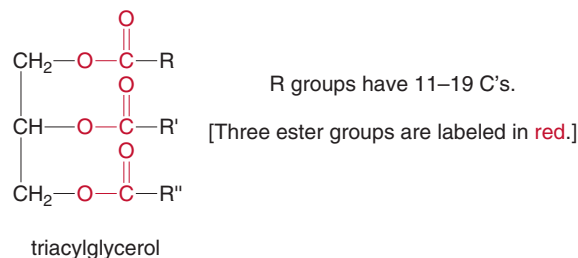 O
CH2—O—C—R
O
R groups have 11–19 C's.
CH—O—C—R'
[Three ester groups are labeled in red.]
O
CH2—O—C—R"
triacylglycerol